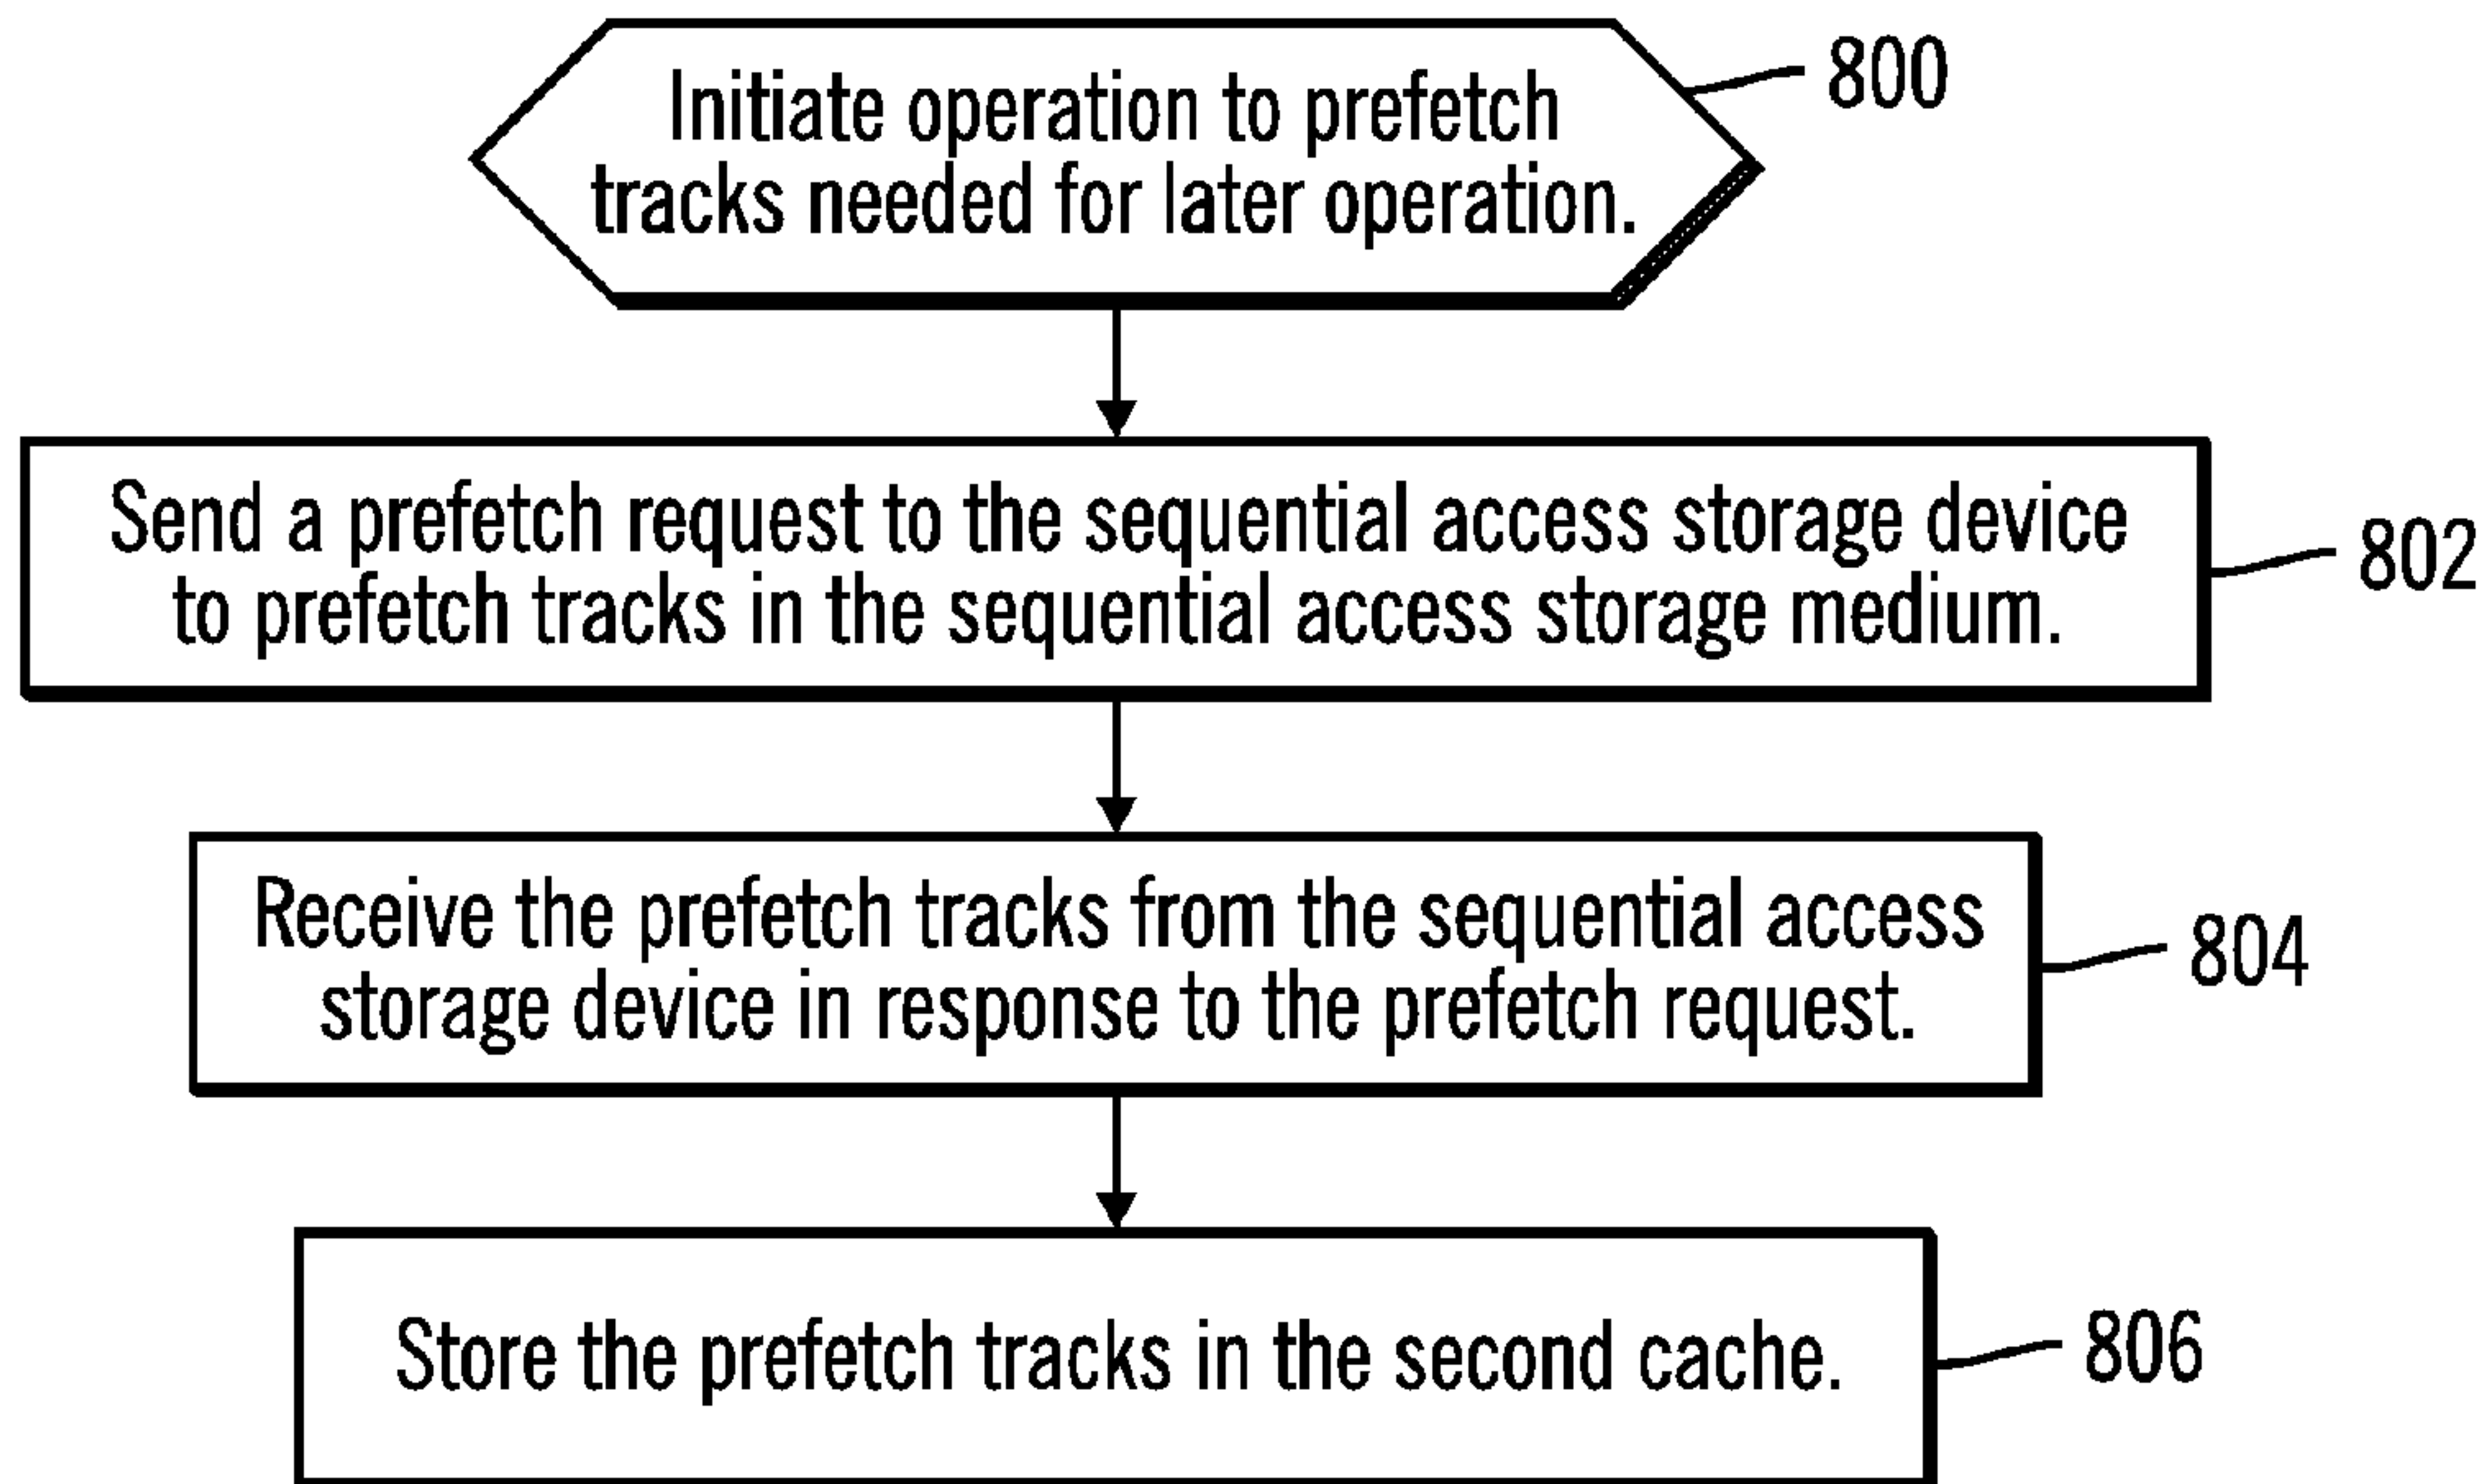 Initiate operation to prefetch
tracks needed for later operation.
800
Send a prefetch request to the sequential access storage device
to prefetch tracks in the sequential access storage medium.
802
Receive the prefetch tracks from the sequential access
storage device in response to the prefetch request.
804
Store the prefetch tracks in the second cache.
806